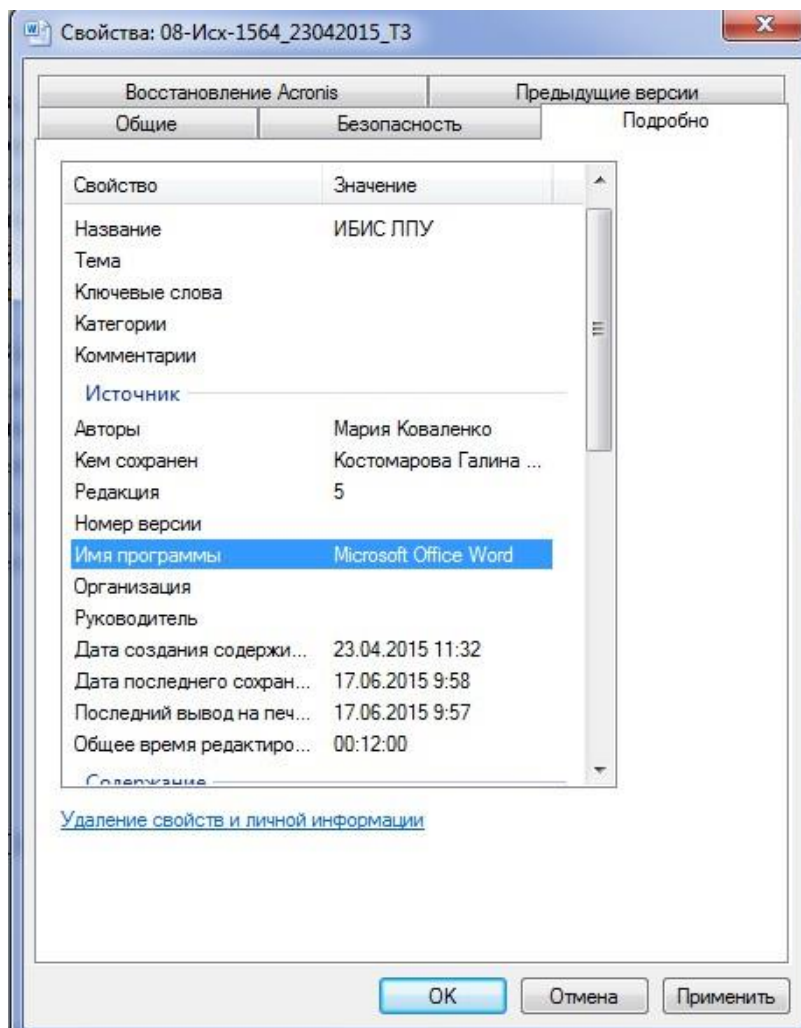 Свойства: 08-Исх-1564_23042015_ТЗ
Восстановление Acronis Предыдущие версии
Общие Безопасность Подробно
Свойство Значение
Название ИБИС ЛПУ
Тема
Ключевые слова
Категории
Комментарии
Источник
Авторы Мария Коваленко
Кем сохранен Костомарова Галина ...
Редакция 5
Номер версии
Имя программы Microsoft Office Word
Организация
Руководитель
Дата создания содержи... 23.04.2015 11:32
Дата последнего сохран... 17.06.2015 9:58
Последний вывод на печ... 17.06.2015 9:57
Общее время редактиро... 00:12:00
Содержание
Удаление свойств и личной информации
OK Отмена Применить